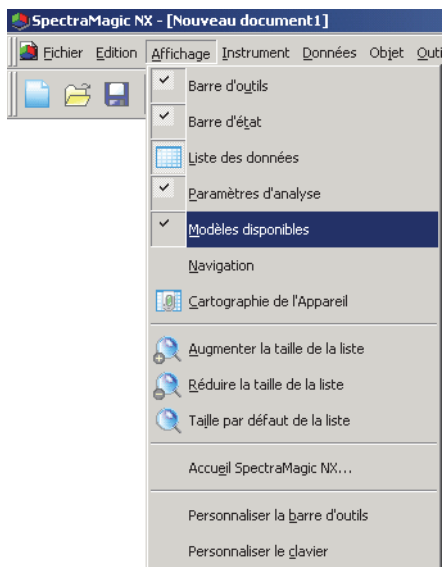 SpectraMagic NX - [Nouveau document1]
Fichier Edition Affichage Instrument Données Objet
Barre d'outils
Barre d'état
Liste des données
Paramètres d'analyse
Modèles disponibles
Navigation
Cartographie de l'Appareil
Augmenter la taille de la liste
Réduire la taille de la liste
Taille par défaut de la liste
Accueil SpectraMagic NX...
Personnaliser la barre d'outils
Personnaliser le clavier